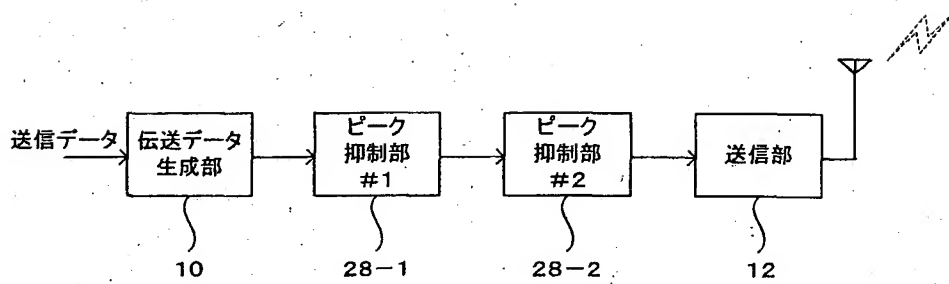 送信データ
伝送データ
生成部
ピーク
抑制部
#1
ピーク
抑制部
#2
送信部
10
28-1
28-2
12